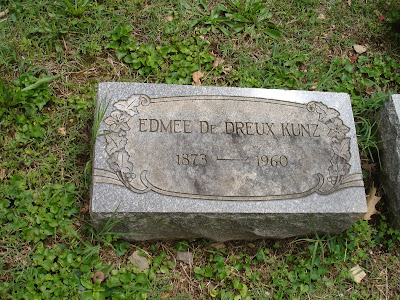 EDMEE De DREUX KUNZ
1873 — 1960